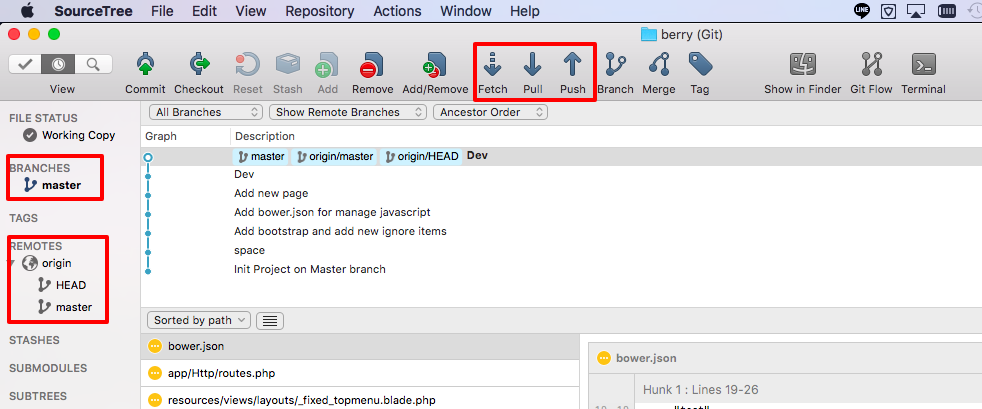 SourceTree File Edit View Repository Actions Window Help LINE
berry (Git)
View Commit Checkout Reset Stash Add Remove Add/Remove Fetch Pull Push Branch Merge Tag Show in Finder Git Flow Terminal
FILE STATUS
Working Copy
BRANCHES
master
TAGS
REMOTES
origin
HEAD
master
STASHES
SUBMODULES
SUBTREES
All Branches Show Remote Branches Ancestor Order
Graph Description
master origin/master origin/HEAD Dev
Dev
Add new page
Add bower.json for manage javascript
Add bootstrap and add new ignore items
space
Init Project on Master branch
Sorted by path
bower.json
app/Http/routes.php
resources/views/layouts/_fixed_topmenu.blade.php
bower.json
Hunk 1 : Lines 19-26